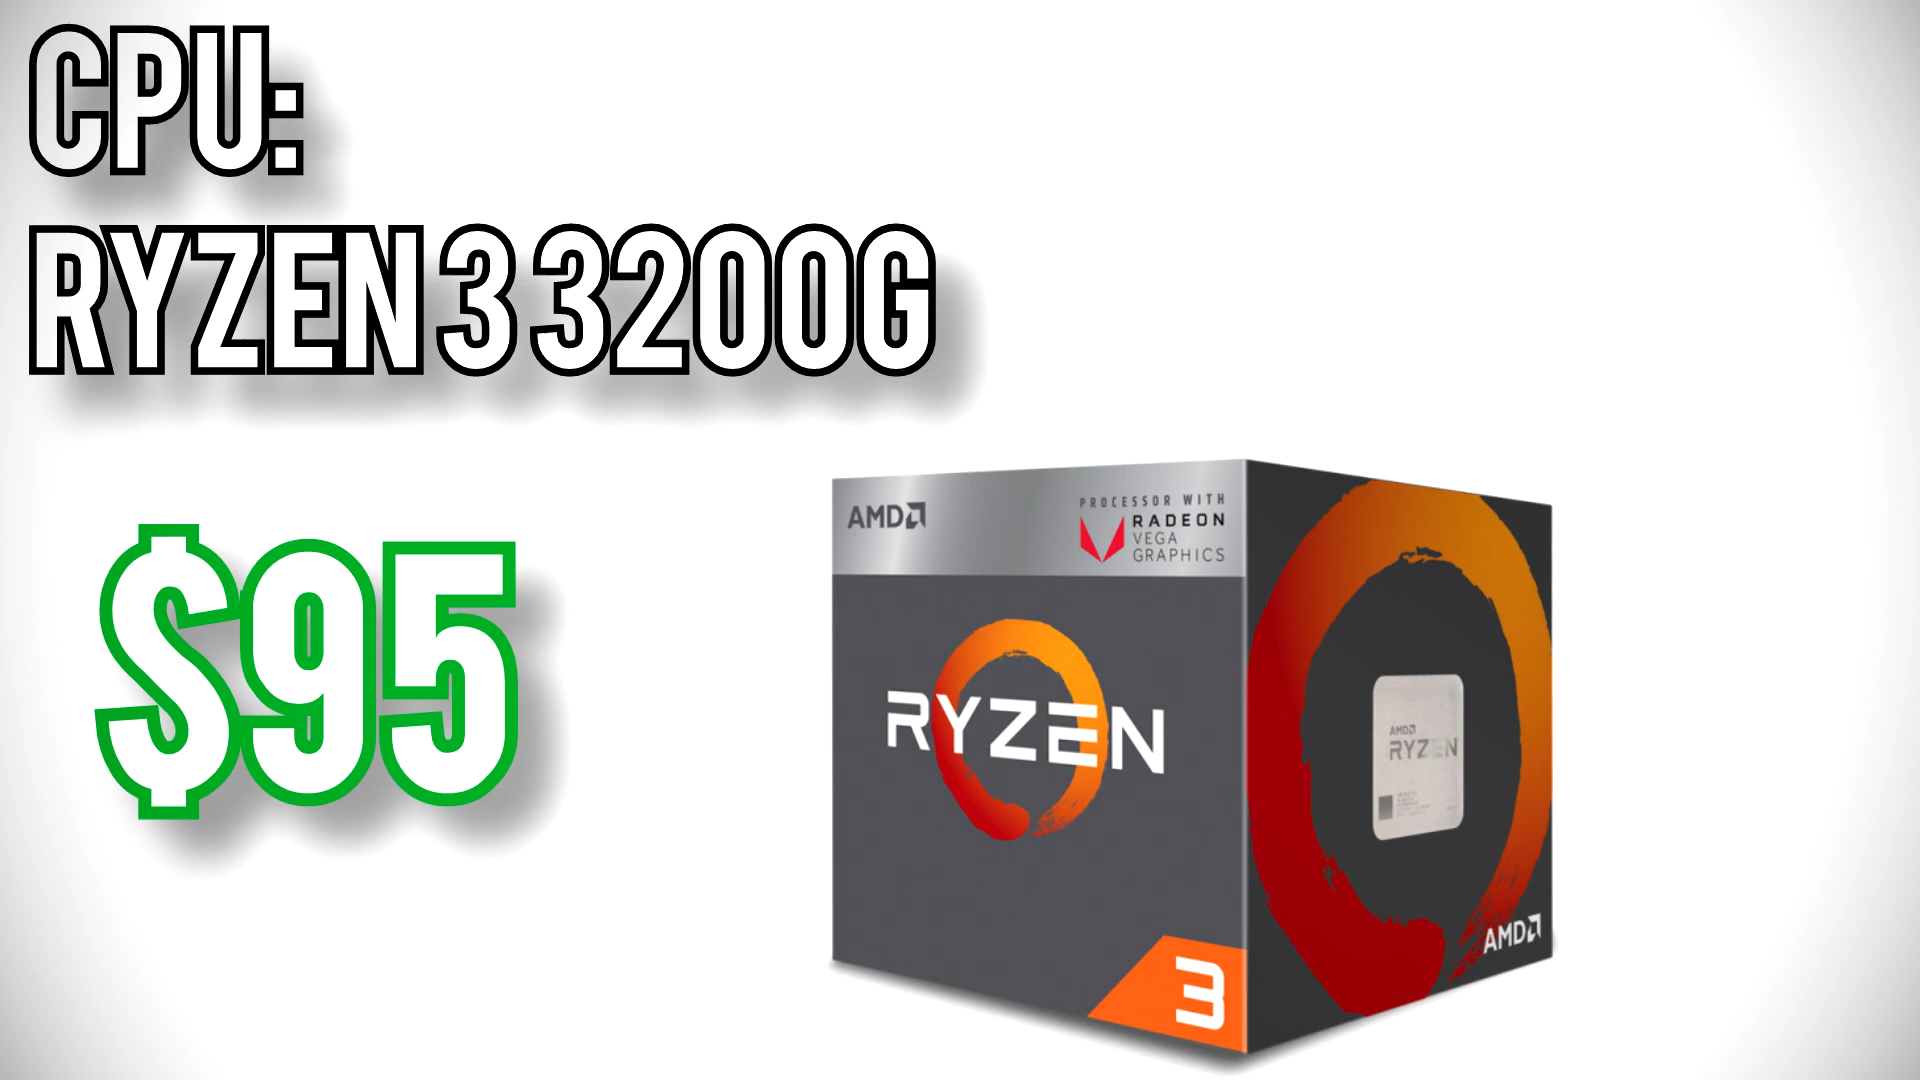 CPU:
RYZEN 3 3200G
$95
AMD
PROCESSOR WITH
RADEON
VEGA
GRAPHICS
RYZEN
3
AMD
RYZEN
AMD